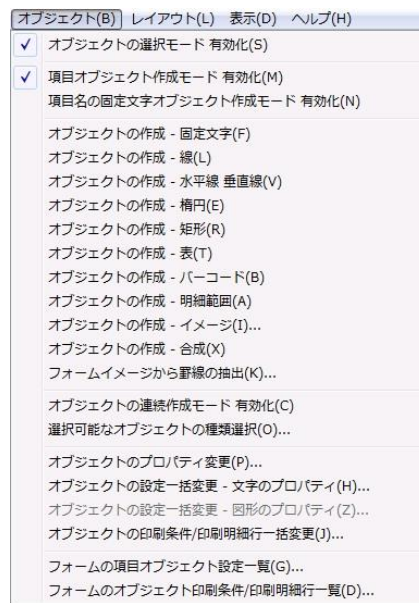 オブジェクト(B) レイアウト(L) 表示(D) ヘルプ(H)
オブジェクトの選択モード 有効化(S)
項目オブジェクト作成モード 有効化(M)
項目名の固定文字オブジェクト作成モード 有効化(N)
オブジェクトの作成 - 固定文字(F)
オブジェクトの作成 - 線(L)
オブジェクトの作成 - 水平線 垂直線(V)
オブジェクトの作成 - 楕円(E)
オブジェクトの作成 - 矩形(R)
オブジェクトの作成 - 表(T)
オブジェクトの作成 - バーコード(B)
オブジェクトの作成 - 明細範囲(A)
オブジェクトの作成 - イメージ(I)...
オブジェクトの作成 - 合成(X)
フォームイメージから罫線の抽出(K)...
オブジェクトの連続作成モード 有効化(C)
選択可能なオブジェクトの種類選択(O)...
オブジェクトのプロパティ変更(P)...
オブジェクトの設定一括変更 - 文字のプロパティ(H)...
オブジェクトの設定一括変更 - 図形のプロパティ(Z)...
オブジェクトの印刷条件/印刷明細行一括変更(J)...
フォームの項目オブジェクト設定一覧(G)...
フォームのオブジェクト印刷条件/印刷明細行一覧(D)...